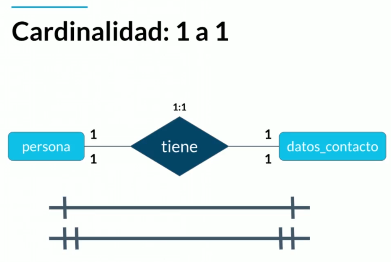 Cardinalidad: 1 a 1
1:1
persona
1
1
tiene
1
1
datos_contacto